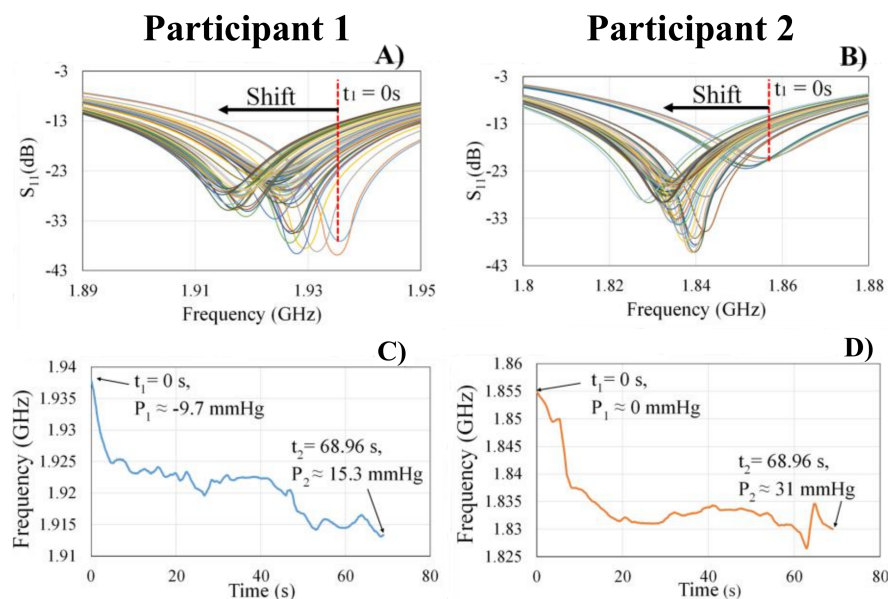 Participant 1
Participant 2
A)
-3
-13
-23
-33
-43
S₁₁(dB)
Shift
t₁ = 0s
1.89
1.91
1.93
1.95
Frequency (GHz)
B)
-3
-13
-23
-33
-43
S₁₁(dB)
Shift
t₁ = 0s
1.8
1.82
1.84
1.86
1.88
Frequency (GHz)
C)
1.94
1.935
1.93
1.925
1.92
1.915
1.91
Frequency (GHz)
t₁= 0 s,
P₁ ≈ -9.7 mmHg
t₂= 68.96 s,
P₂ ≈ 15.3 mmHg
0
20
40
60
80
Time (s)
D)
1.86
1.855
1.85
1.845
1.84
1.835
1.830
1.825
Frequency (GHz)
t₁= 0 s,
P₁ ≈ 0 mmHg
t₂= 68.96 s,
P₂ ≈ 31 mmHg
0
20
40
60
80
Time (s)